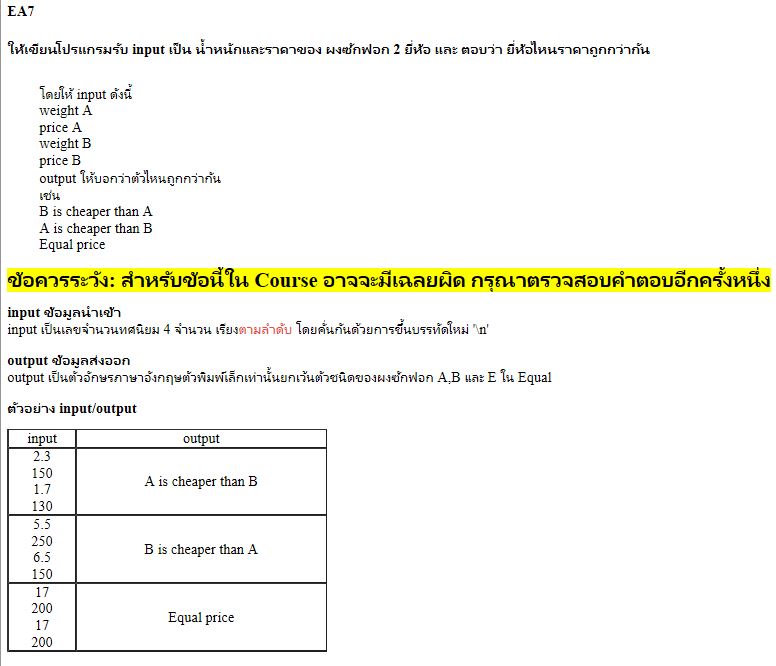 EA7
ให้เขียนโปรแกรมรับ input เป็น น้ำหนักและราคาของ ผงซักฟอก 2 ยี่ห้อ และ ตอบว่า ยี่ห้อไหนราคาถูกกว่ากัน
โดยให้ input ดังนี้
weight A
price A
weight B
price B
output ให้บอกว่าตัวไหนถูกกว่ากัน
เช่น
B is cheaper than A
A is cheaper than B
Equal price
ข้อควรระวัง: สำหรับข้อนี้ใน Course อาจจะมีเฉลยผิด กรุณาตรวจสอบคำตอบอีกครั้งหนึ่ง
input ข้อมูลนำเข้า
input เป็นเลขจำนวนทศนิยม 4 จำนวน เรียงตามลำดับ โดยคั่นกันด้วยการขึ้นบรรทัดใหม่ '\n'
output ข้อมูลส่งออก
output เป็นตัวอักษรภาษาอังกฤษตัวพิมพ์เล็กเท่านั้นยกเว้นตัวชนิดของผงซักฟอก A,B และ E ใน Equal
ตัวอย่าง input/output
input output
2.3
150
1.7
130
A is cheaper than B
5.5
250
6.5
150
B is cheaper than A
17
200
17
200
Equal price